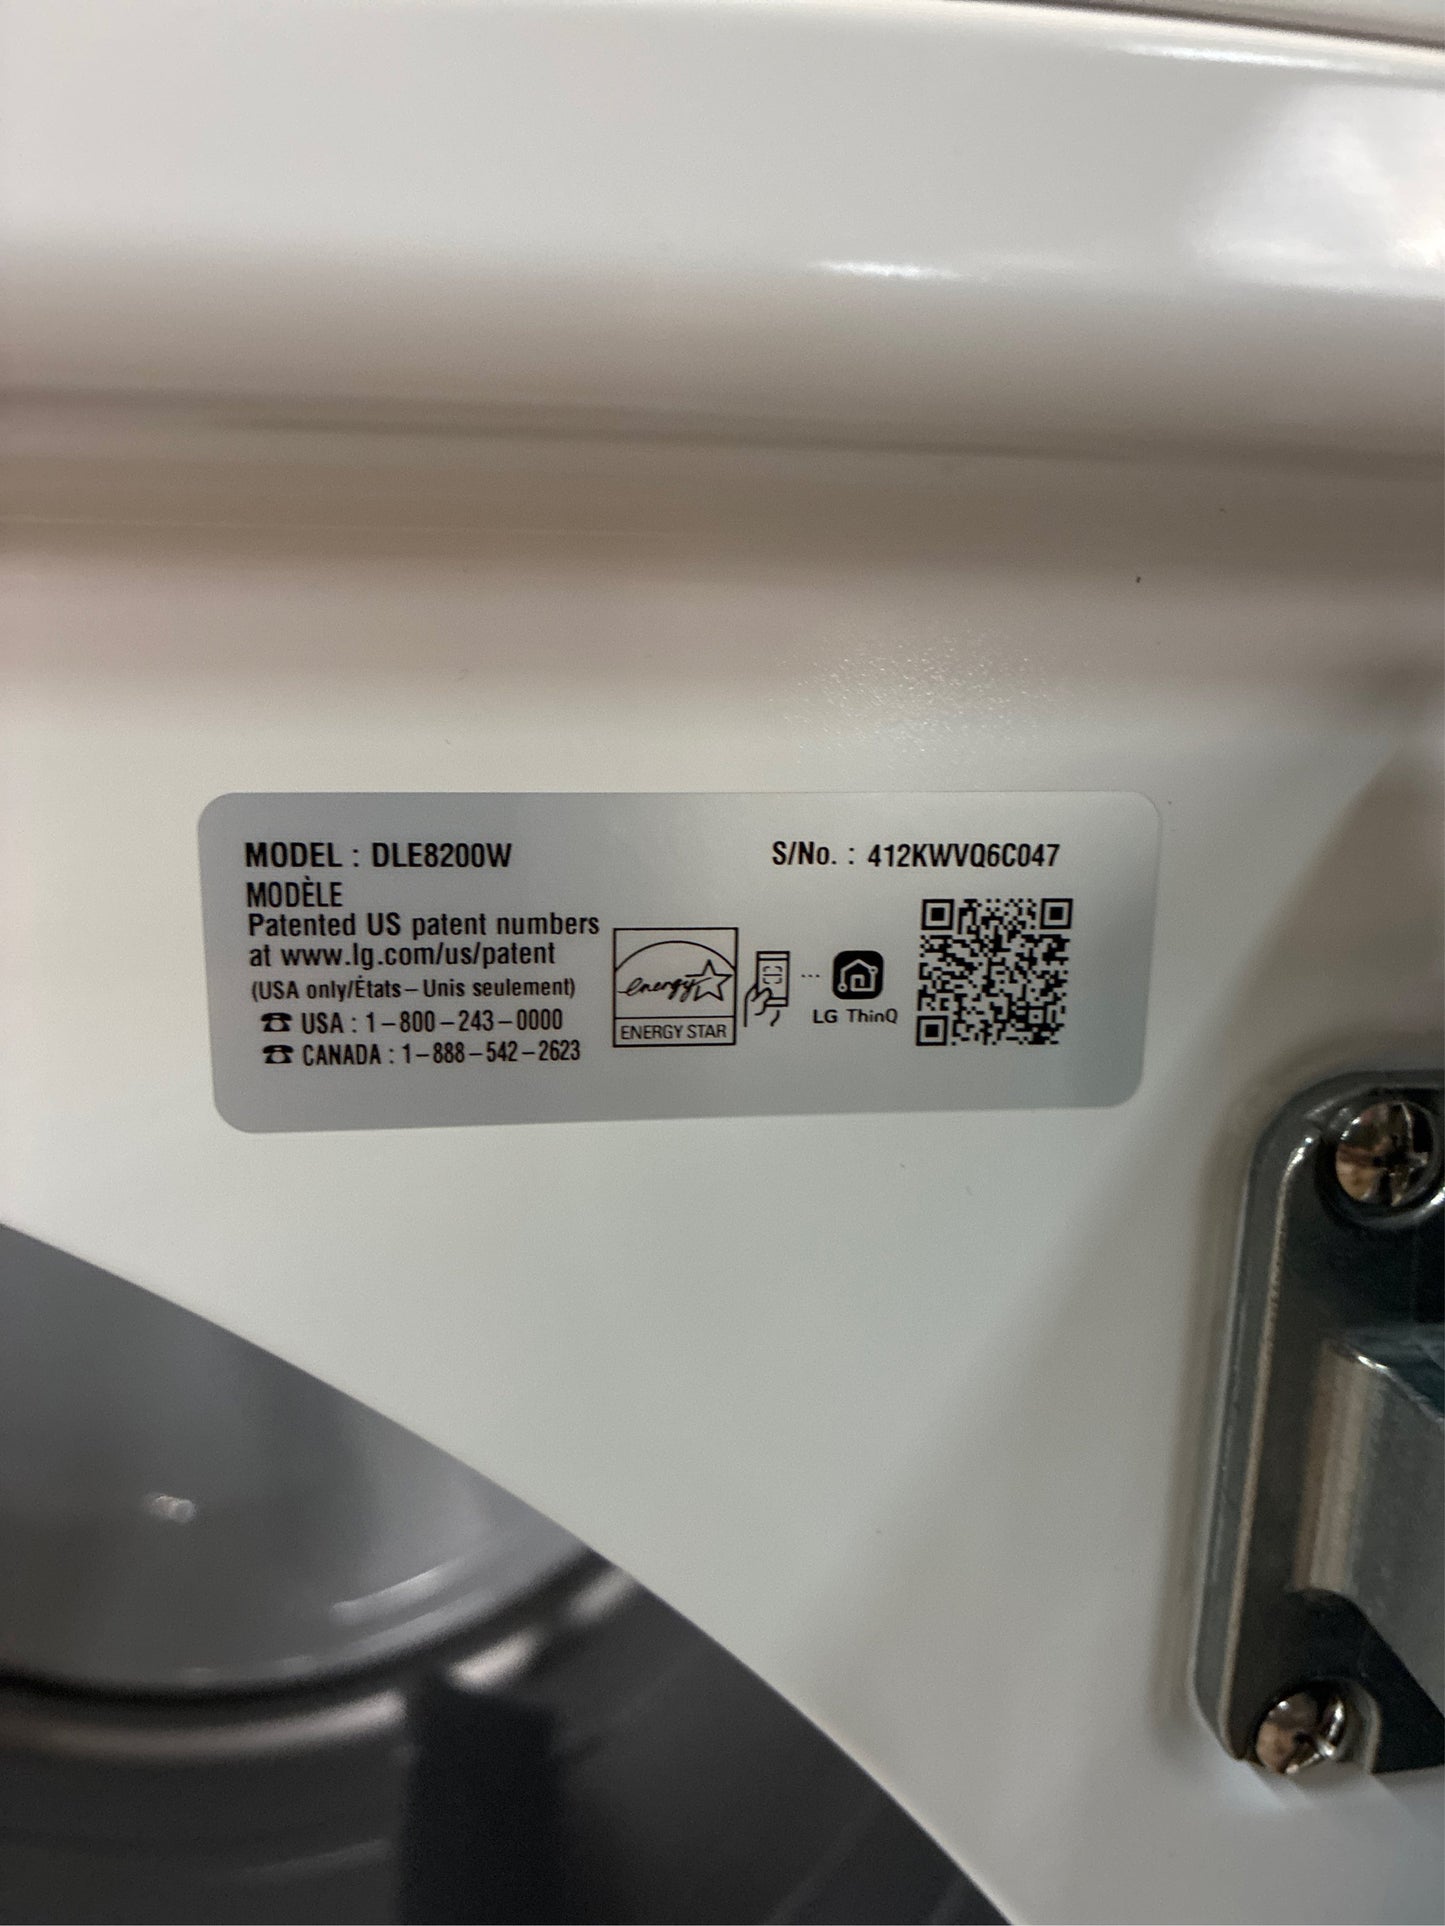 MODEL : DLE8200W
S/No. : 412KWVQ6C047
MODÈLE
Patented US patent numbers
at www.lg.com/us/patent
(USA only/États-Unis seulement)
☎ USA : 1-800-243-0000
☎ CANADA : 1-888-542-2623
energy
ENERGY STAR
LG ThinQ